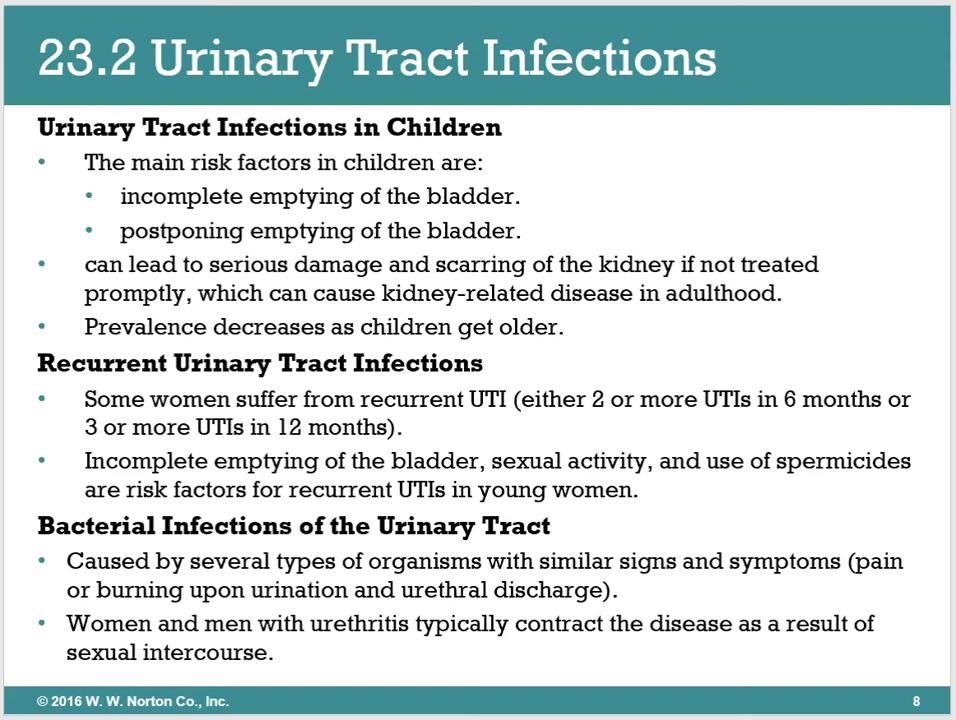 23.2 Urinary Tract Infections
Urinary Tract Infections in Children
• The main risk factors in children are:
• incomplete emptying of the bladder.
• postponing emptying of the bladder.
• can lead to serious damage and scarring of the kidney if not treated
promptly, which can cause kidney-related disease in adulthood.
• Prevalence decreases as children get older.
Recurrent Urinary Tract Infections
• Some women suffer from recurrent UTI (either 2 or more UTIs in 6 months or
3 or more UTIs in 12 months).
• Incomplete emptying of the bladder, sexual activity, and use of spermicides
are risk factors for recurrent UTIs in young women.
Bacterial Infections of the Urinary Tract
• Caused by several types of organisms with similar signs and symptoms (pain
or burning upon urination and urethral discharge).
• Women and men with urethritis typically contract the disease as a result of
sexual intercourse.
© 2016 W. W. Norton Co., Inc.
8